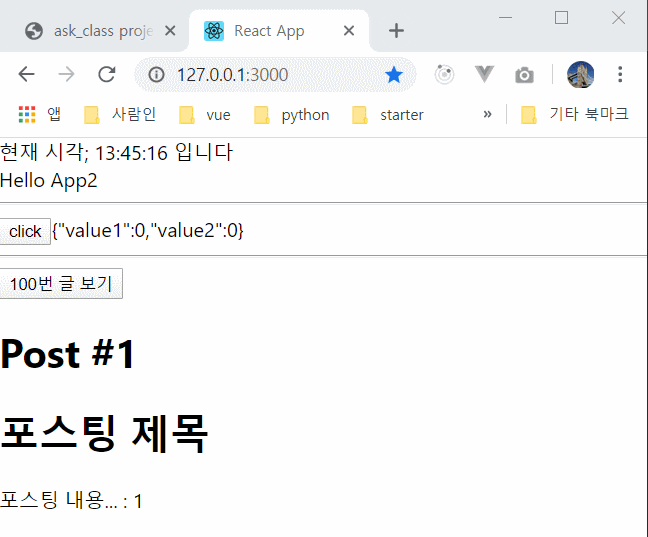 ask_class proje
React App
127.0.0.1:3000
앱 사람인 vue python starter » 기타 북마크
현재 시각; 13:45:16 입니다
Hello App2
click {"value1":0,"value2":0}
100번 글 보기
Post #1
포스팅 제목
포스팅 내용... : 1